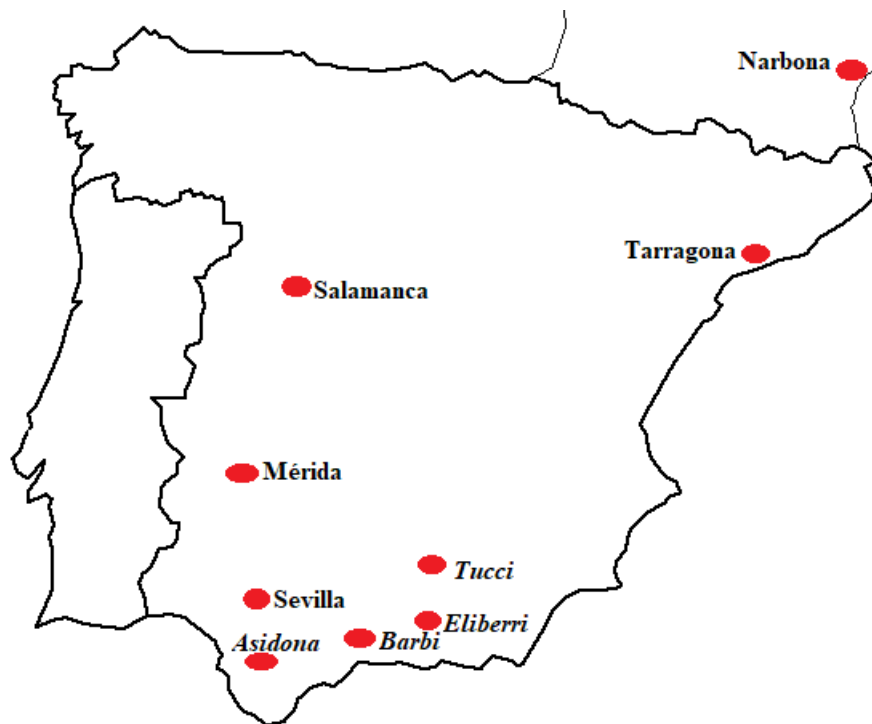 Narbona
Tarragona
Salamanca
Mérida
Tucci
Sevilla
Eliberri
Asidona
Barbi